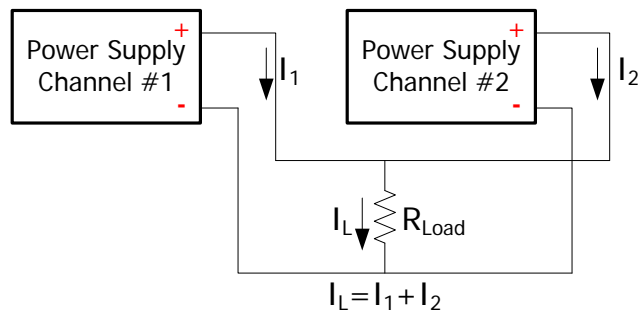 Power Supply
Channel #1
+
-
I1
Power Supply
Channel #2
+
-
I2
IL
RLoad
IL=I1+I2